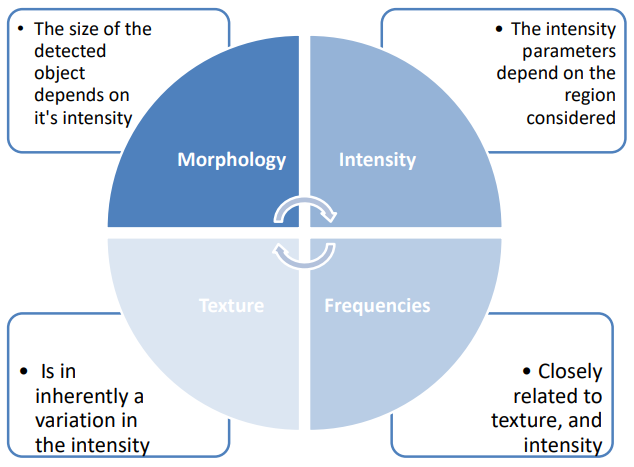 • The size of the
detected
object
depends on
it's intensity
• The intensity
parameters
depend on the
region
considered
Morphology
Intensity
Texture
Frequencies
• Is in
inherently a
variation in
the intensity
• Closely
related to
texture, and
intensity